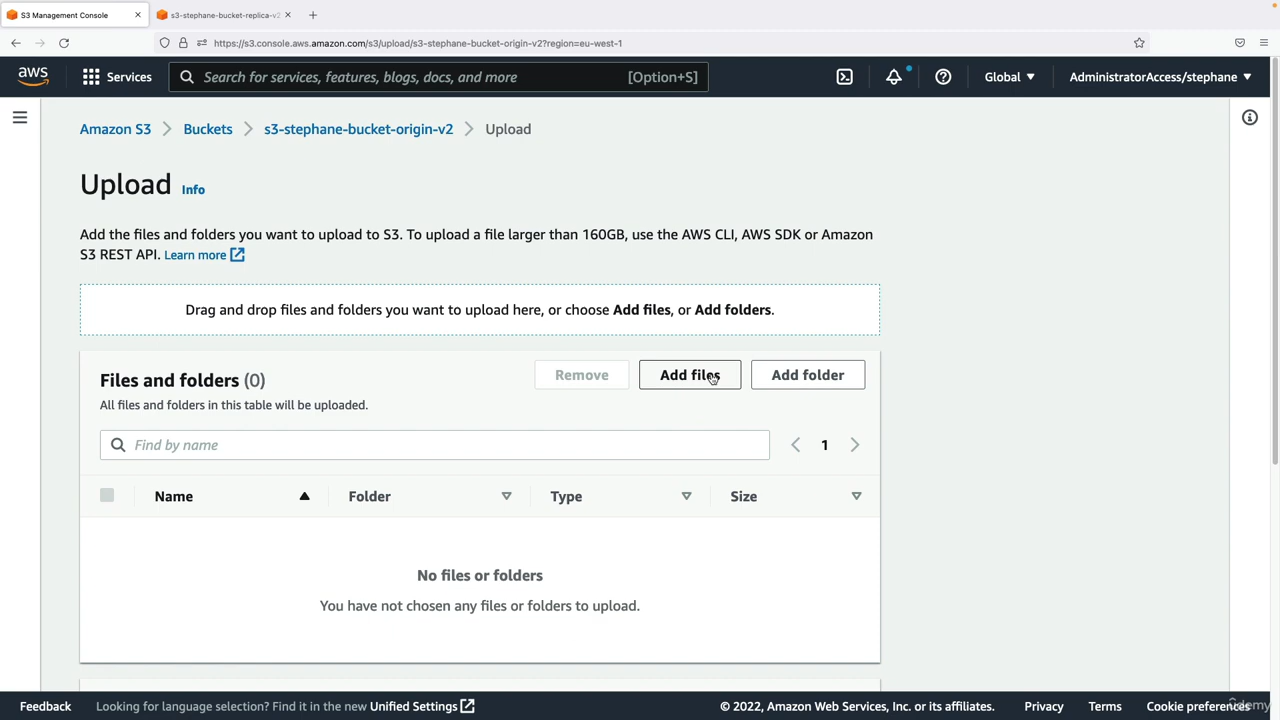 S3 Management Console
s3-stephane-bucket-replica-v2
https://s3.console.aws.amazon.com/s3/upload/s3-stephane-bucket-origin-v2?region=eu-west-1
aws
Services
Search for services, features, blogs, docs, and more
[Option+S]
Global
AdministratorAccess/stephane
Amazon S3
Buckets
s3-stephane-bucket-origin-v2
Upload
Upload
Info
Add the files and folders you want to upload to S3. To upload a file larger than 160GB, use the AWS CLI, AWS SDK or Amazon
S3 REST API. Learn more
Drag and drop files and folders you want to upload here, or choose Add files, or Add folders.
Files and folders (0)
Remove
Add files
Add folder
All files and folders in this table will be uploaded.
Find by name
1
Name
Folder
Type
Size
No files or folders
You have not chosen any files or folders to upload.
Feedback
Looking for language selection? Find it in the new Unified Settings
© 2022, Amazon Web Services, Inc. or its affiliates.
Privacy
Terms
Cookie preferences
Udemy